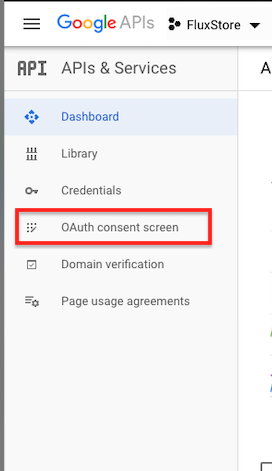 Google APIs FluxStore
API APIs & Services
Dashboard
Library
Credentials
OAuth consent screen
Domain verification
Page usage agreements